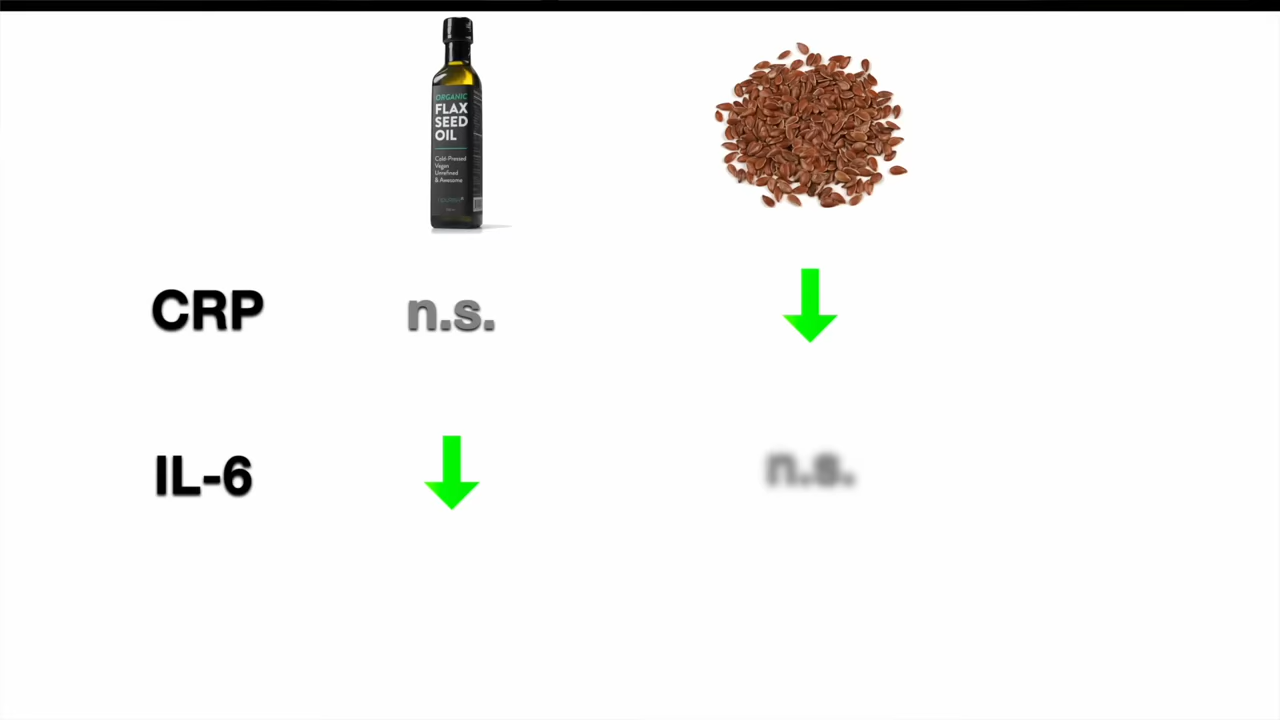 ORGANIC
FLAX
SEED
OIL
Cold-Pressed
Vegan
Unrefined
& Awesome
CRP
n.s.
IL-6
n.s.